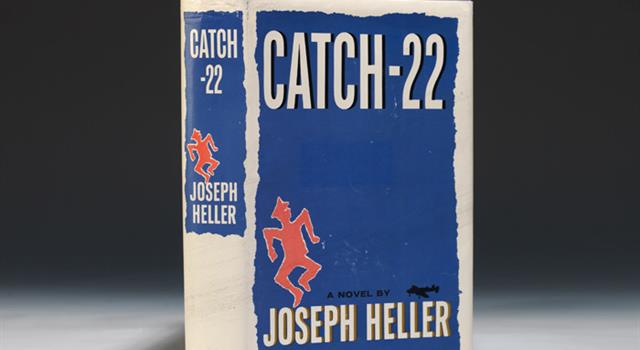 CATCH
-22
JOSEPH
HELLER
CATCH-22
A NOVEL BY
JOSEPH HELLER